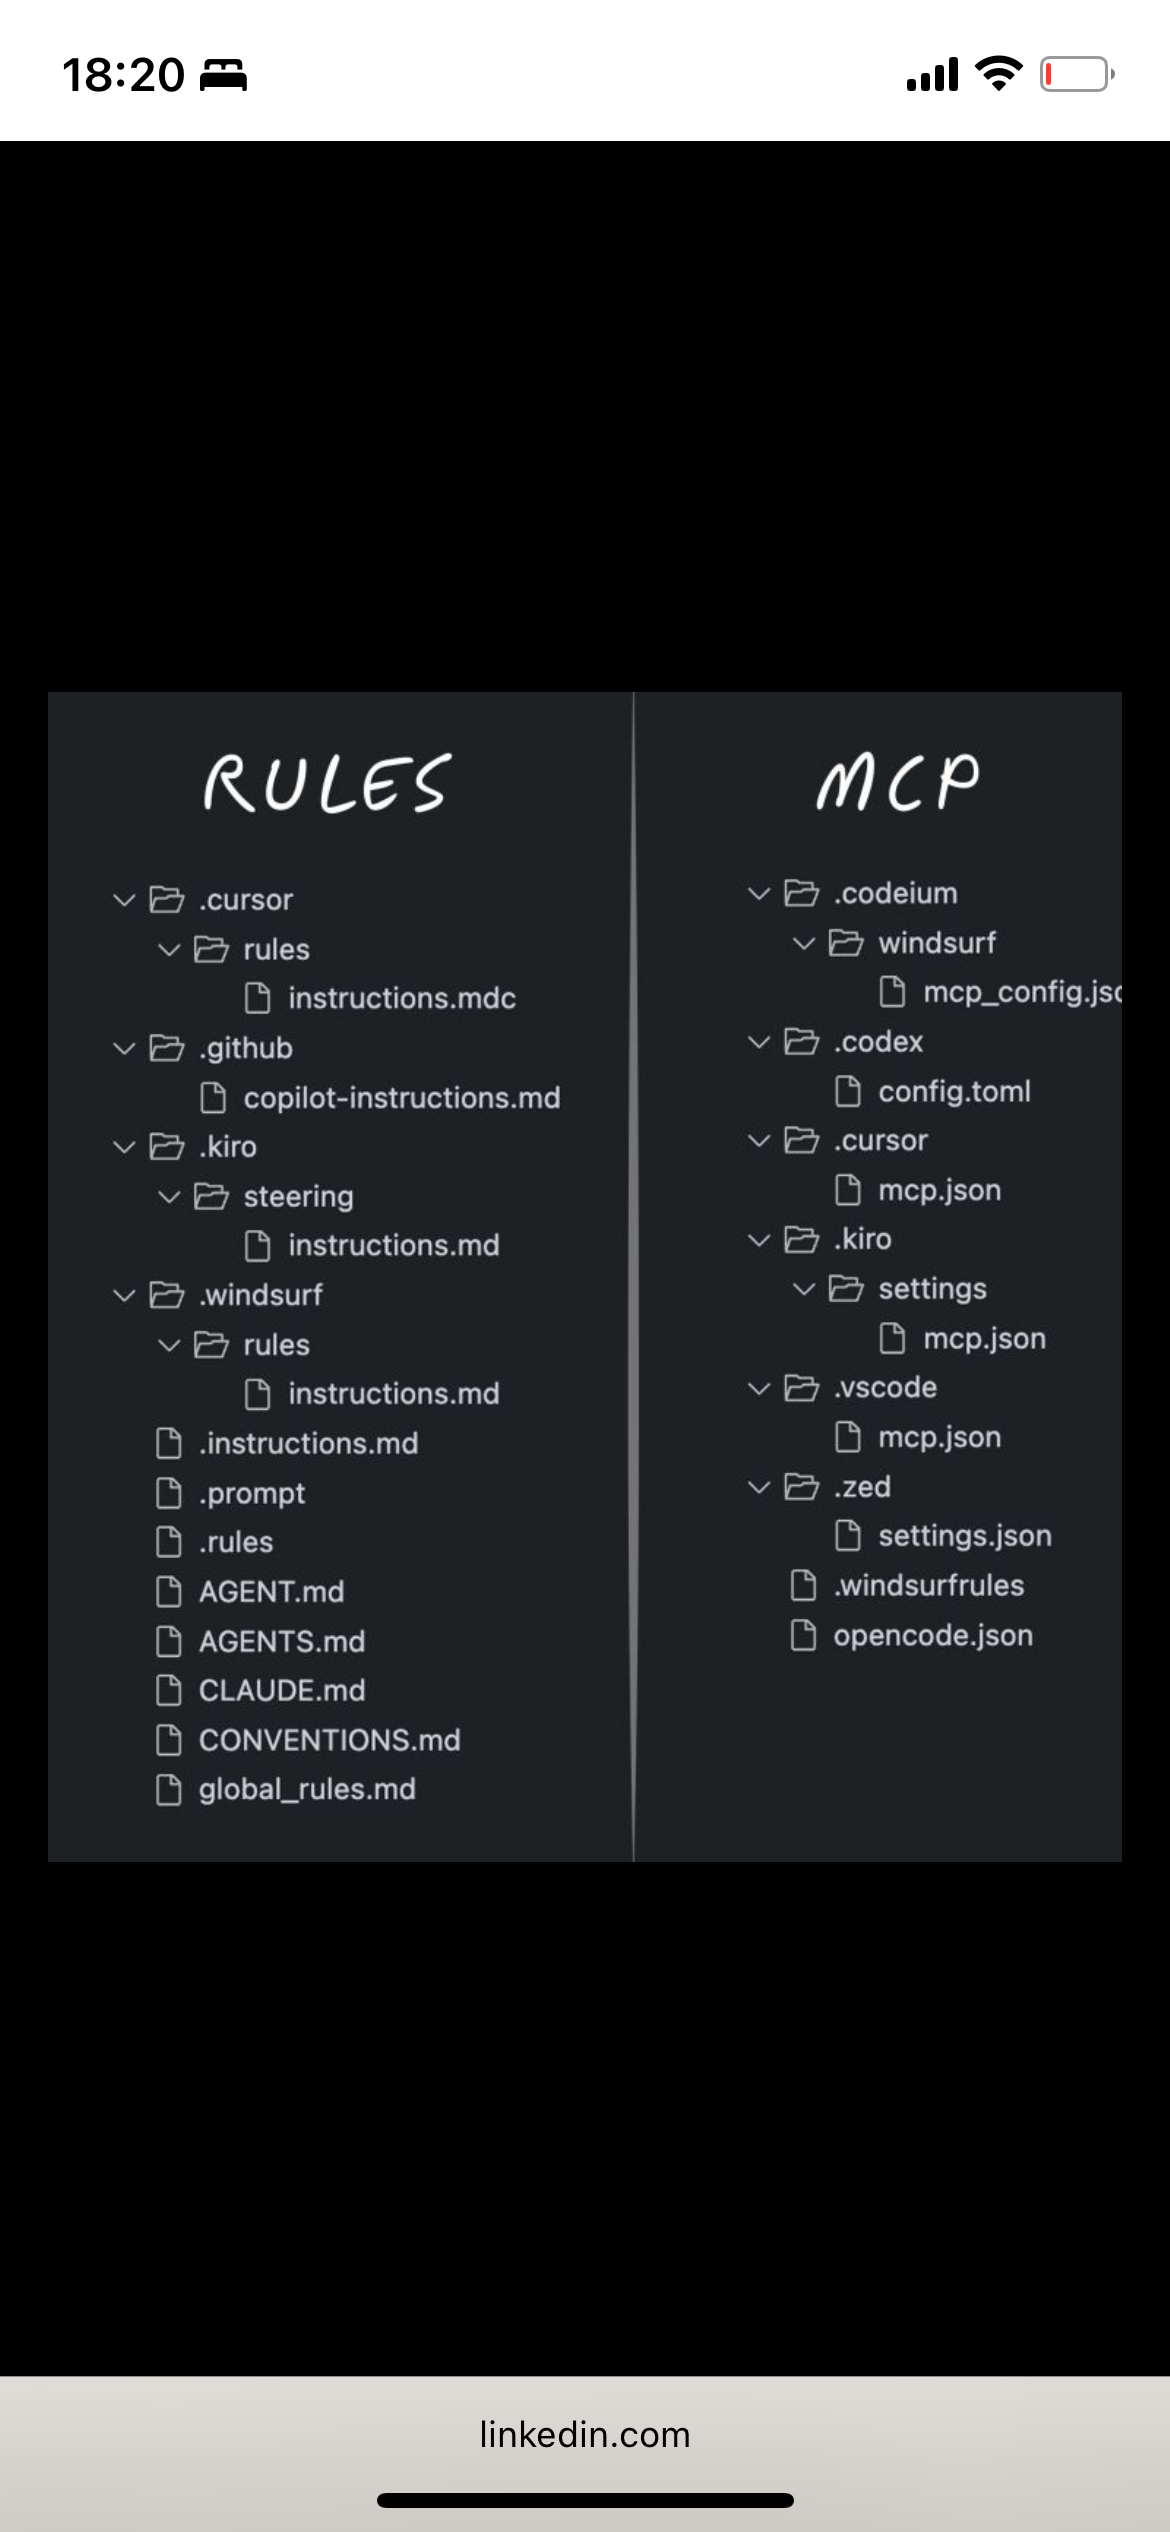 18:20
RULES
.cursor
rules
instructions.mdc
.github
copilot-instructions.md
.kiro
steering
instructions.md
.windsurf
rules
instructions.md
.instructions.md
.prompt
.rules
AGENT.md
AGENTS.md
CLAUDE.md
CONVENTIONS.md
global_rules.md
MCP
.codeium
windsurf
mcp_config.jso
.codex
config.toml
.cursor
mcp.json
.kiro
settings
mcp.json
.vscode
mcp.json
.zed
settings.json
.windsurfrules
opencode.json
linkedin.com